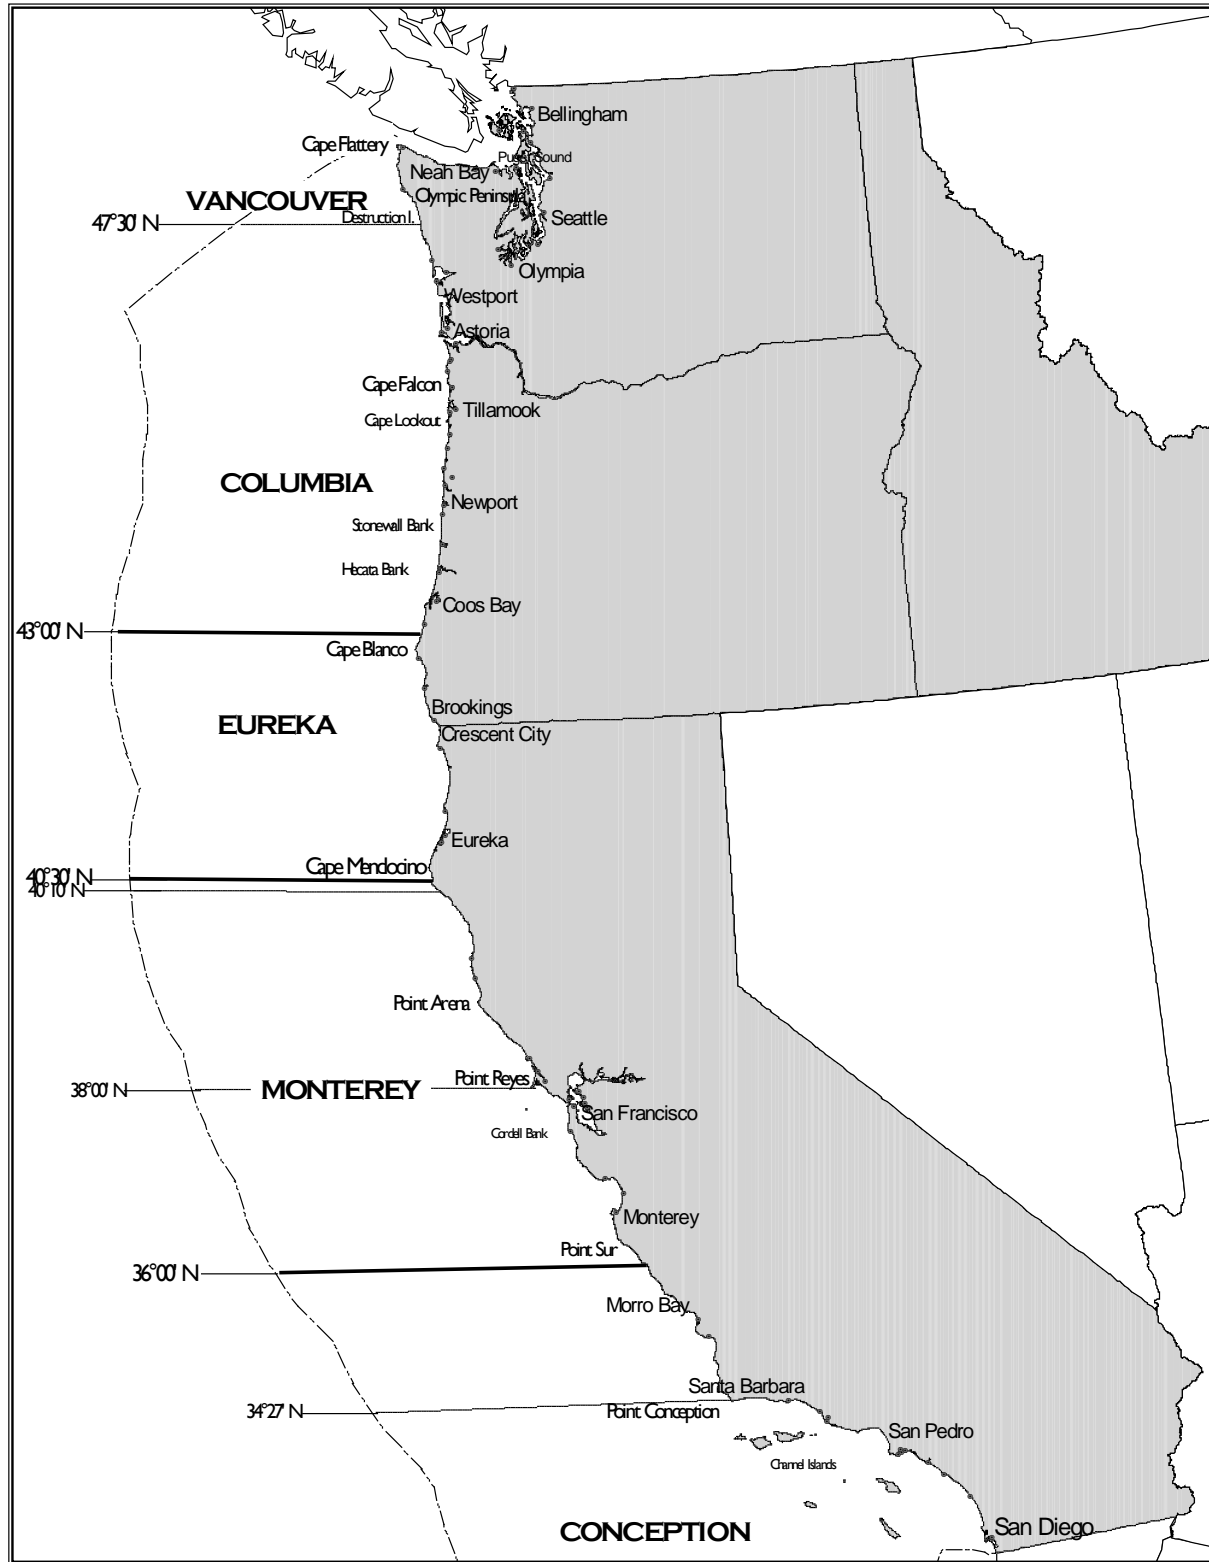 Bellingham
Cape Flattery
Puget Sound
Neah Bay
VANCOUVER
Olympic Peninsula
Destruction I.
47°30' N
Seattle
Olympia
Westport
Astoria
Cape Falcon
Tillamook
Cape Lookout
COLUMBIA
Newport
Stonewall Bank
Hecata Bank
Coos Bay
43°00' N
Cape Blanco
Brookings
EUREKA
Crescent City
Eureka
Cape Mendocino
40°30' N
40°10' N
Point Arena
Point Reyes
38°00' N
MONTEREY
San Francisco
Cordell Bank
Monterey
Point Sur
36°00' N
Morro Bay
Santa Barbara
34°27' N
Point Conception
San Pedro
Channel Islands
CONCEPTION
San Diego